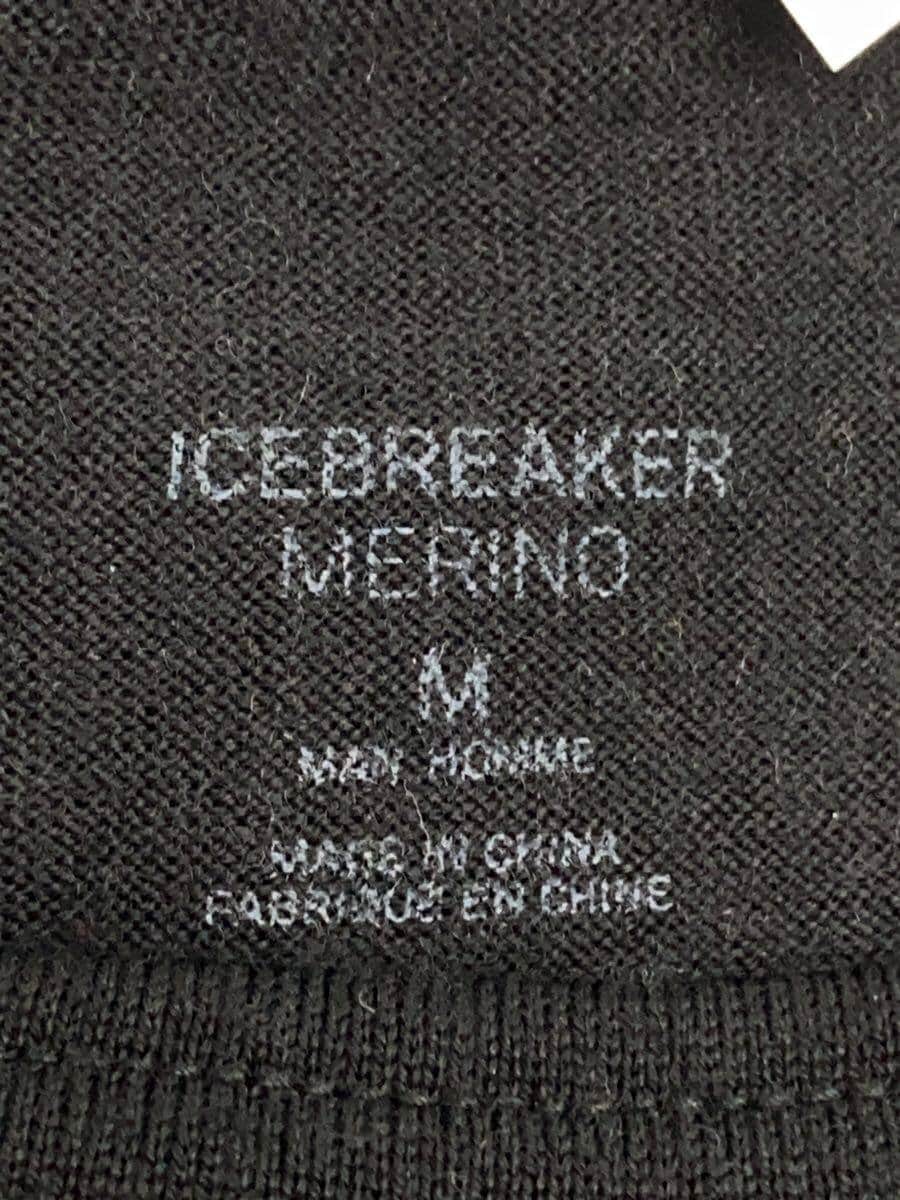 ICEBREAKER
MERINO
M
MAN HOMME
MADE IN CHINA
FABRIQUE EN CHINE